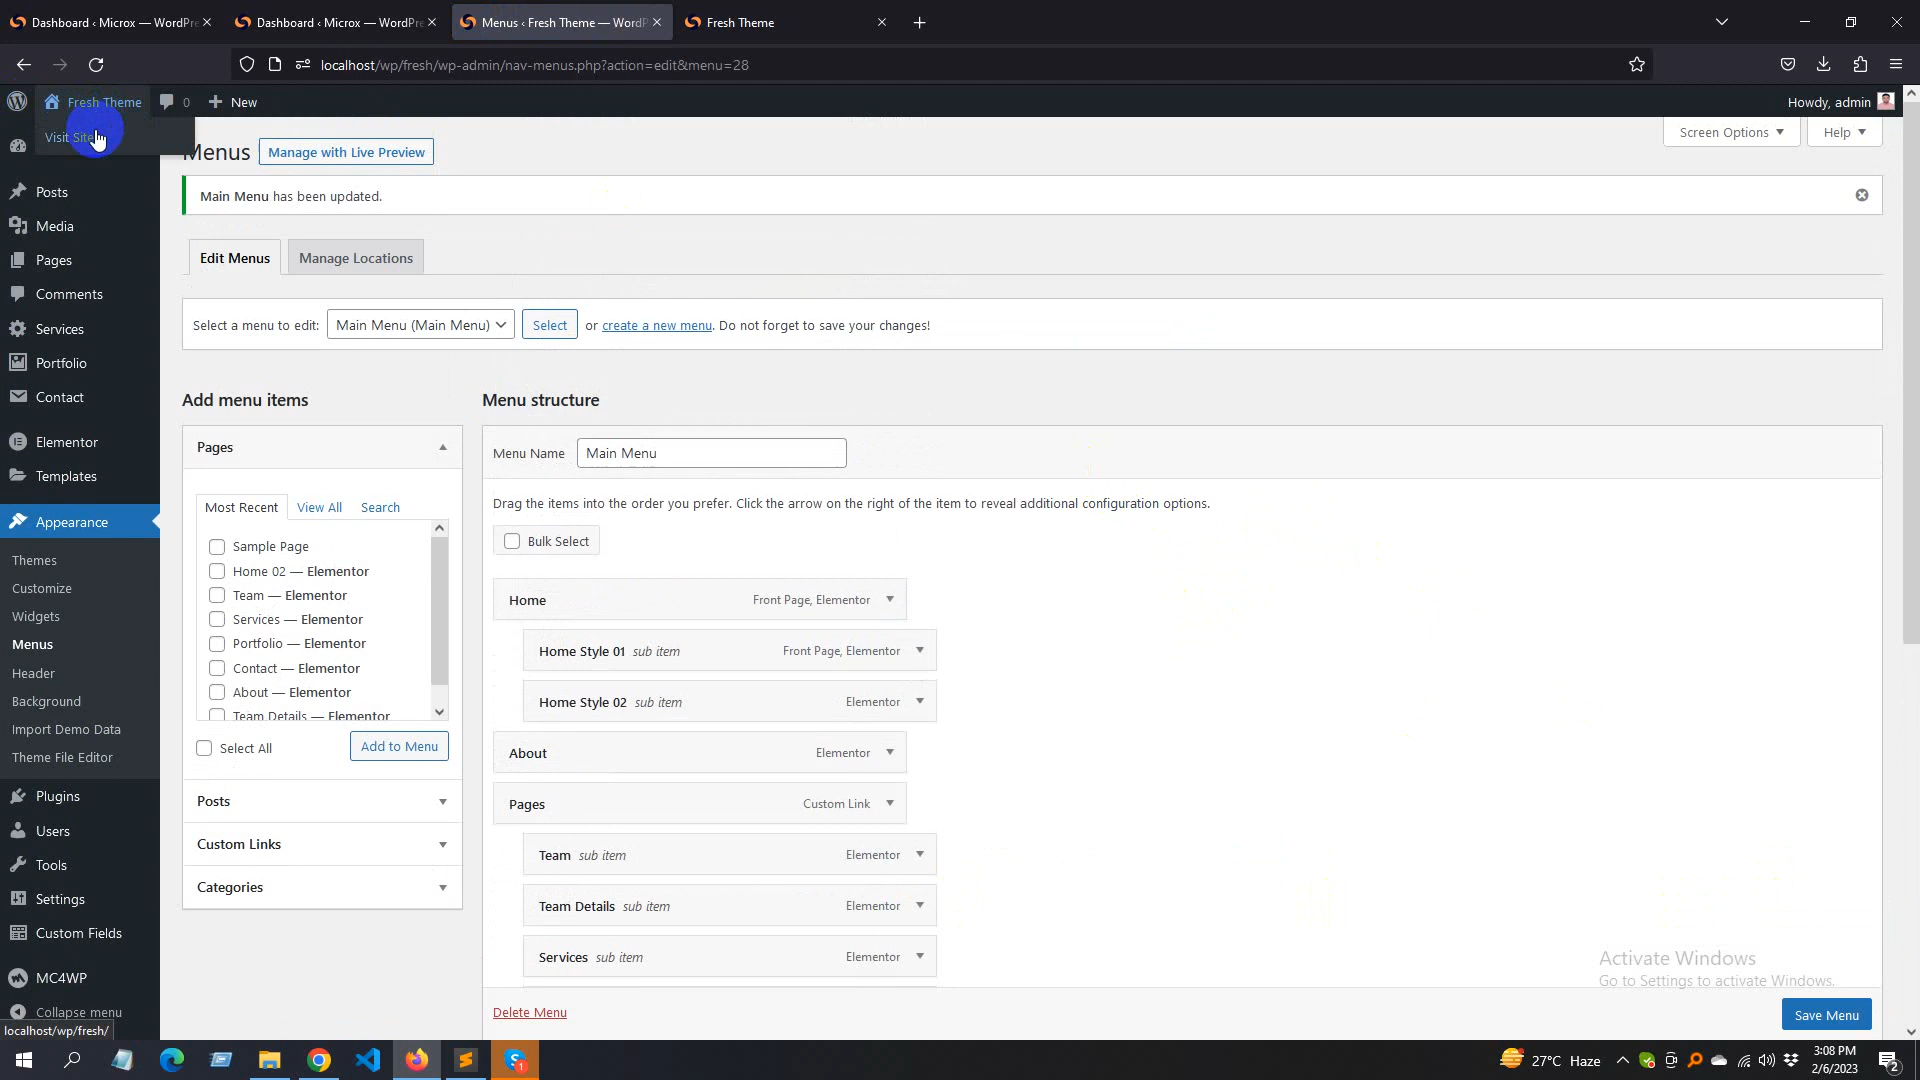 Dashboard ‹ Microx — WordPre
Dashboard ‹ Microx — WordPre
Menus ‹ Fresh Theme — WordP
Fresh Theme
localhost/wp/fresh/wp-admin/nav-menus.php?action=edit&menu=28
Fresh Theme
0
New
Howdy, admin
Visit Site
Menus
Manage with Live Preview
Screen Options
Help
Main Menu has been updated.
Posts
Media
Pages
Comments
Services
Portfolio
Contact
Elementor
Templates
Appearance
Themes
Customize
Widgets
Menus
Header
Background
Import Demo Data
Theme File Editor
Plugins
Users
Tools
Settings
Custom Fields
MC4WP
Collapse menu
localhost/wp/fresh/
Edit Menus
Manage Locations
Select a menu to edit: Main Menu (Main Menu) Select or create a new menu. Do not forget to save your changes!
Add menu items
Pages
Most Recent View All Search
Sample Page
Home 02 — Elementor
Team — Elementor
Services — Elementor
Portfolio — Elementor
Contact — Elementor
About — Elementor
Team Details — Elementor
Select All
Add to Menu
Posts
Custom Links
Categories
Menu structure
Menu Name Main Menu
Drag the items into the order you prefer. Click the arrow on the right of the item to reveal additional configuration options.
Bulk Select
Home Front Page, Elementor
Home Style 01 sub item Front Page, Elementor
Home Style 02 sub item Elementor
About Elementor
Pages Custom Link
Team sub item Elementor
Team Details sub item Elementor
Services sub item Elementor
Delete Menu
Save Menu
Activate Windows
Go to Settings to activate Windows.
1
27°C Haze
3:08 PM
2/6/2023
2